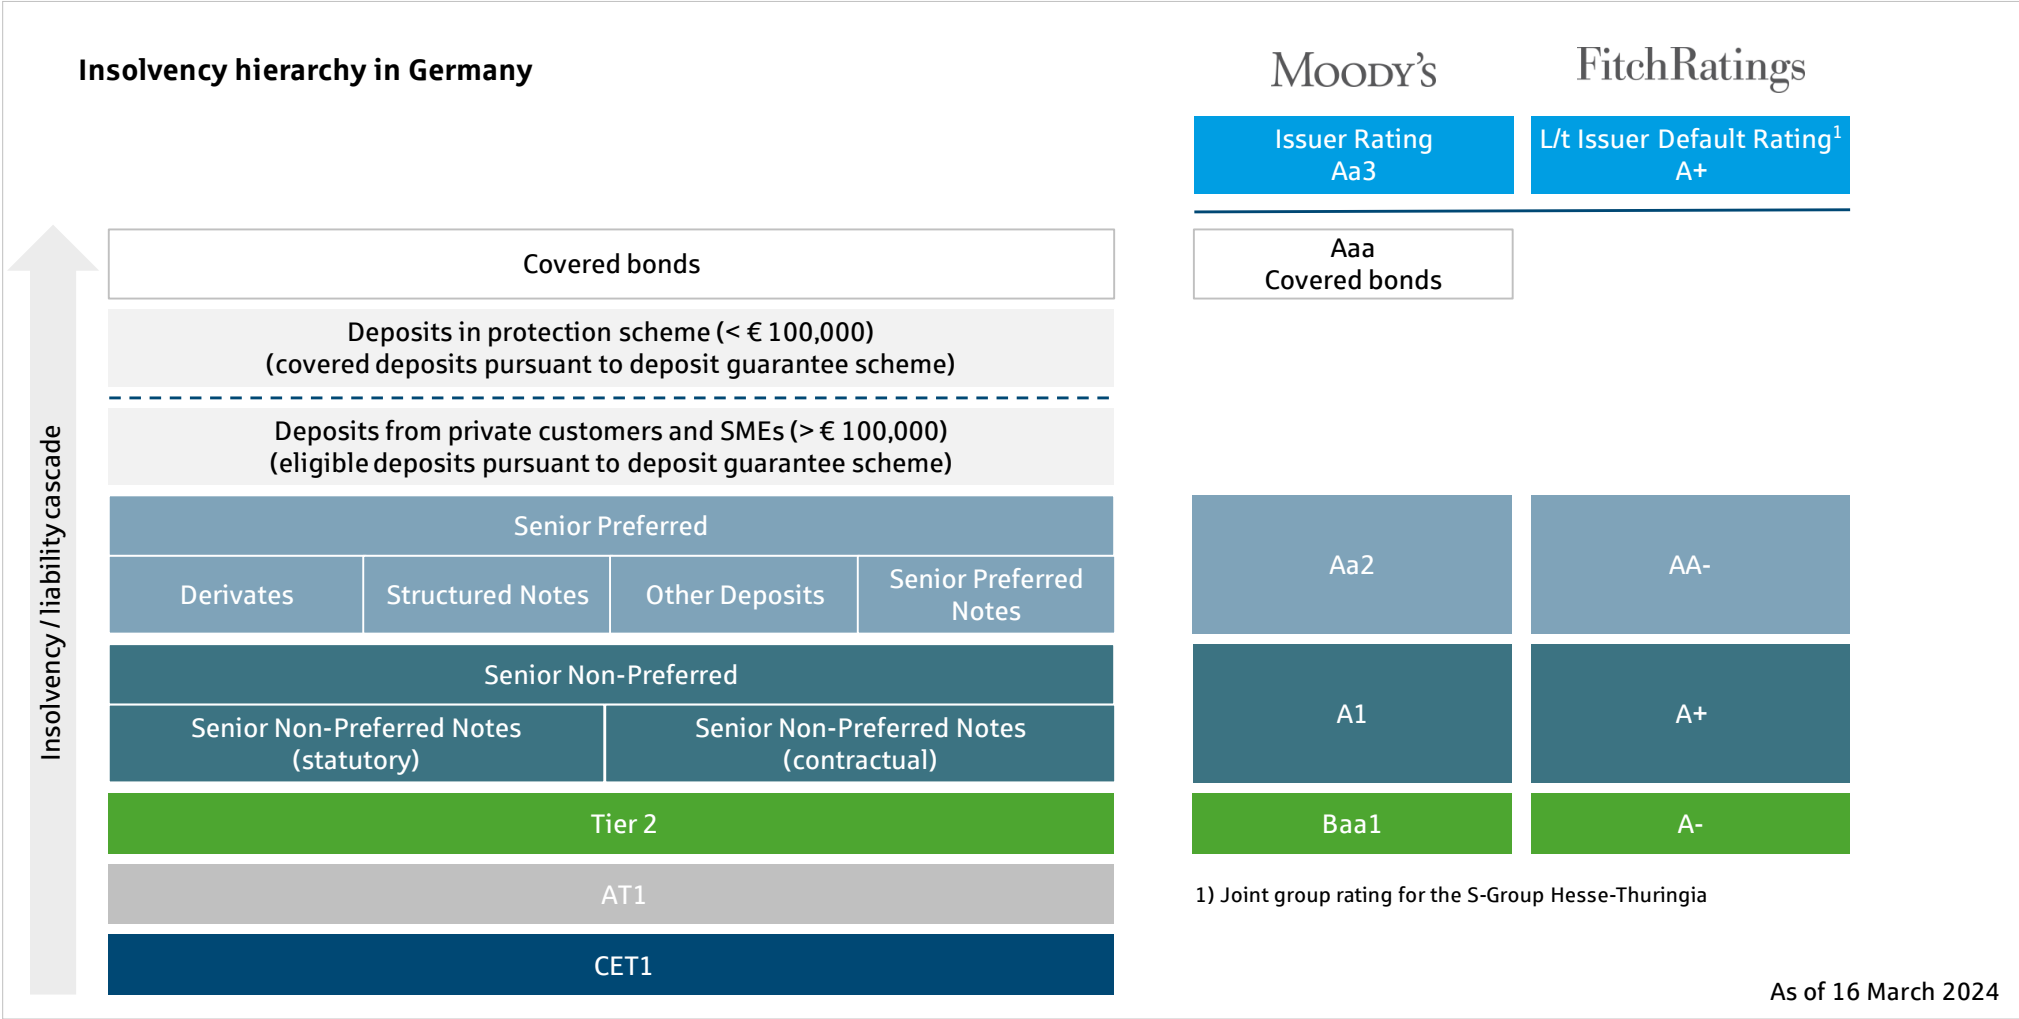 Insolvency hierarchy in Germany
MOODY'S
FitchRatings
Issuer Rating
Aa3
L/t Issuer Default Rating1
A+
Insolvency / liability cascade
Covered bonds
Aaa
Covered bonds
Deposits in protection scheme (< € 100,000)
(covered deposits pursuant to deposit guarantee scheme)
Deposits from private customers and SMEs (> € 100,000)
(eligible deposits pursuant to deposit guarantee scheme)
Senior Preferred
Derivates
Structured Notes
Other Deposits
Senior Preferred
Notes
Aa2
AA-
Senior Non-Preferred
Senior Non-Preferred Notes
(statutory)
Senior Non-Preferred Notes
(contractual)
A1
A+
Tier 2
Baa1
A-
AT1
1) Joint group rating for the S-Group Hesse-Thuringia
CET1
As of 16 March 2024